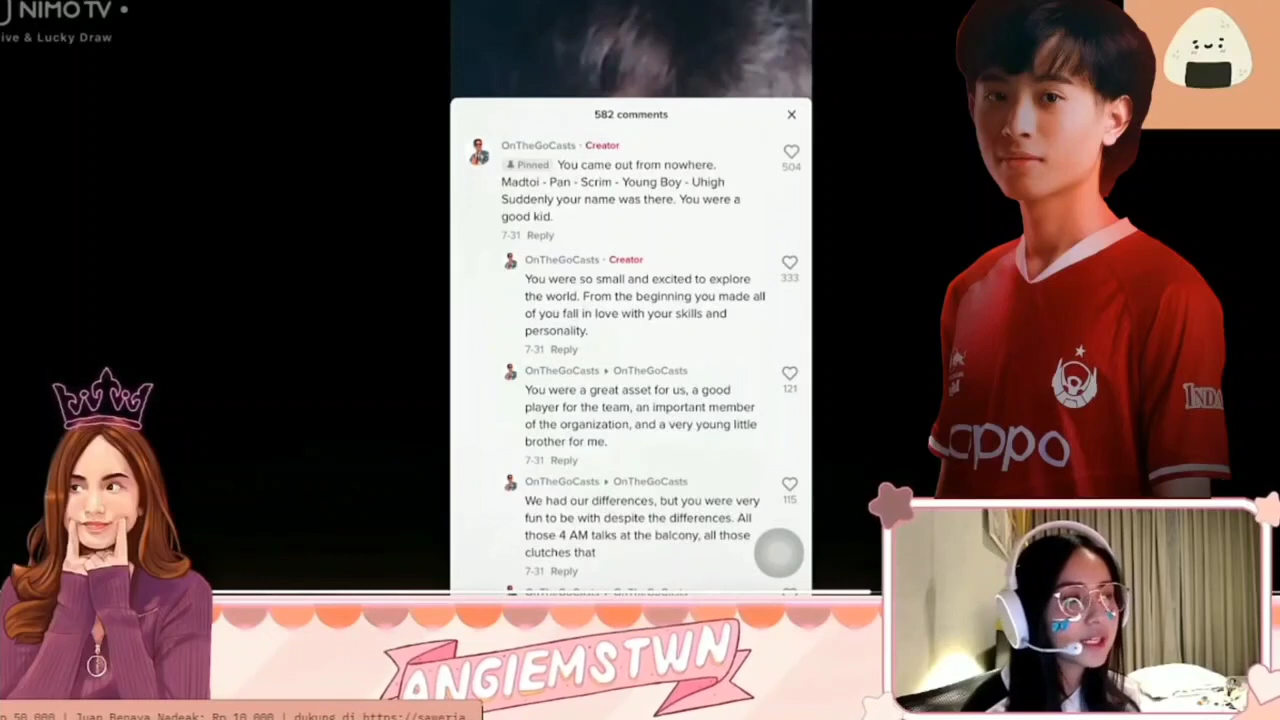 NIMO TV •
ive & Lucky Draw
582 comments
OnTheGoCasts · Creator
Pinned You came out from nowhere.
Madtoi - Pan - Scrim - Young Boy - Uhigh
Suddenly your name was there. You were a
good kid.
504
7-31 Reply
OnTheGoCasts · Creator
You were so small and excited to explore
the world. From the beginning you made all
of you fall in love with your skills and
personality.
333
7-31 Reply
OnTheGoCasts ▸ OnTheGoCasts
You were a great asset for us, a good
player for the team, an important member
of the organization, and a very young little
brother for me.
121
7-31 Reply
OnTheGoCasts ▸ OnTheGoCasts
We had our differences, but you were very
fun to be with despite the differences. All
those 4 AM talks at the balcony, all those
clutches that
115
7-31 Reply
INDA
oppo
ANGIEMSTWN
p 50.000 | Juan Benaya Nadeak: Rp 10.000 | dukung di https://saweria